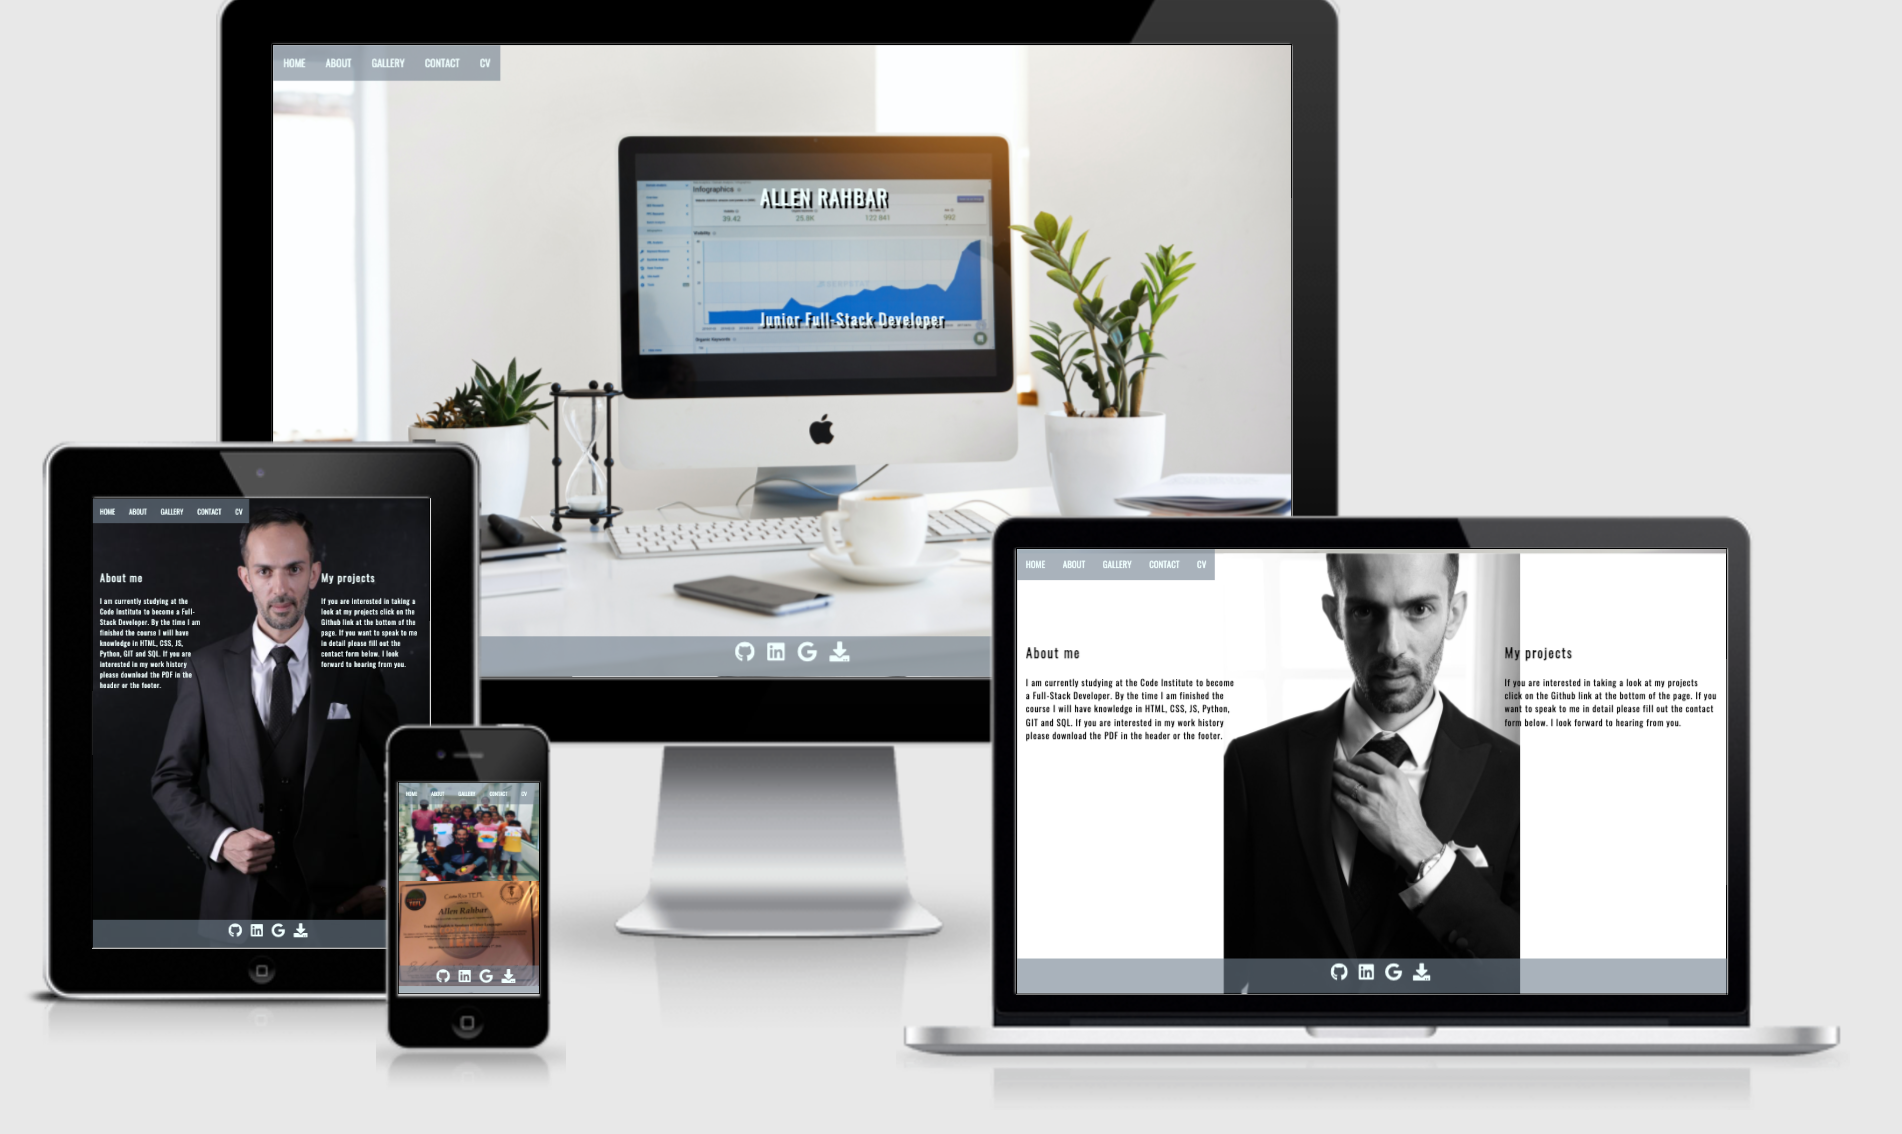 HOME ABOUT GALLERY CONTACT CV
Infographics
ALLEN RAHBAR
39.42 25.8K 122 841 992
Visibility
Junior Full-Stack Developer
HOME ABOUT GALLERY CONTACT CV
About me
I am currently studying at the
Code Institute to become a Full-
Stack Developer. By the time I am
finished the course I will have
knowledge in HTML, CSS, JS,
Python, GIT and SQL. If you are
interested in my work history
please download the PDF in the
header or the footer.
My projects
If you are interested in taking a
look at my projects click on the
Github link at the bottom of the
page. If you want to speak to me
in detail please fill out the
contact form below. I look
forward to hearing from you.
HOME ABOUT GALLERY CONTACT CV
Allen Rahbar
HOME ABOUT GALLERY CONTACT CV
About me
I am currently studying at the Code Institute to become
a Full-Stack Developer. By the time I am finished the
course I will have knowledge in HTML, CSS, JS, Python,
GIT and SQL. If you are interested in my work history
please download the PDF in the header or the footer.
My projects
If you are interested in taking a look at my projects
click on the Github link at the bottom of the page. If you
want to speak to me in detail please fill out the contact
form below. I look forward to hearing from you.